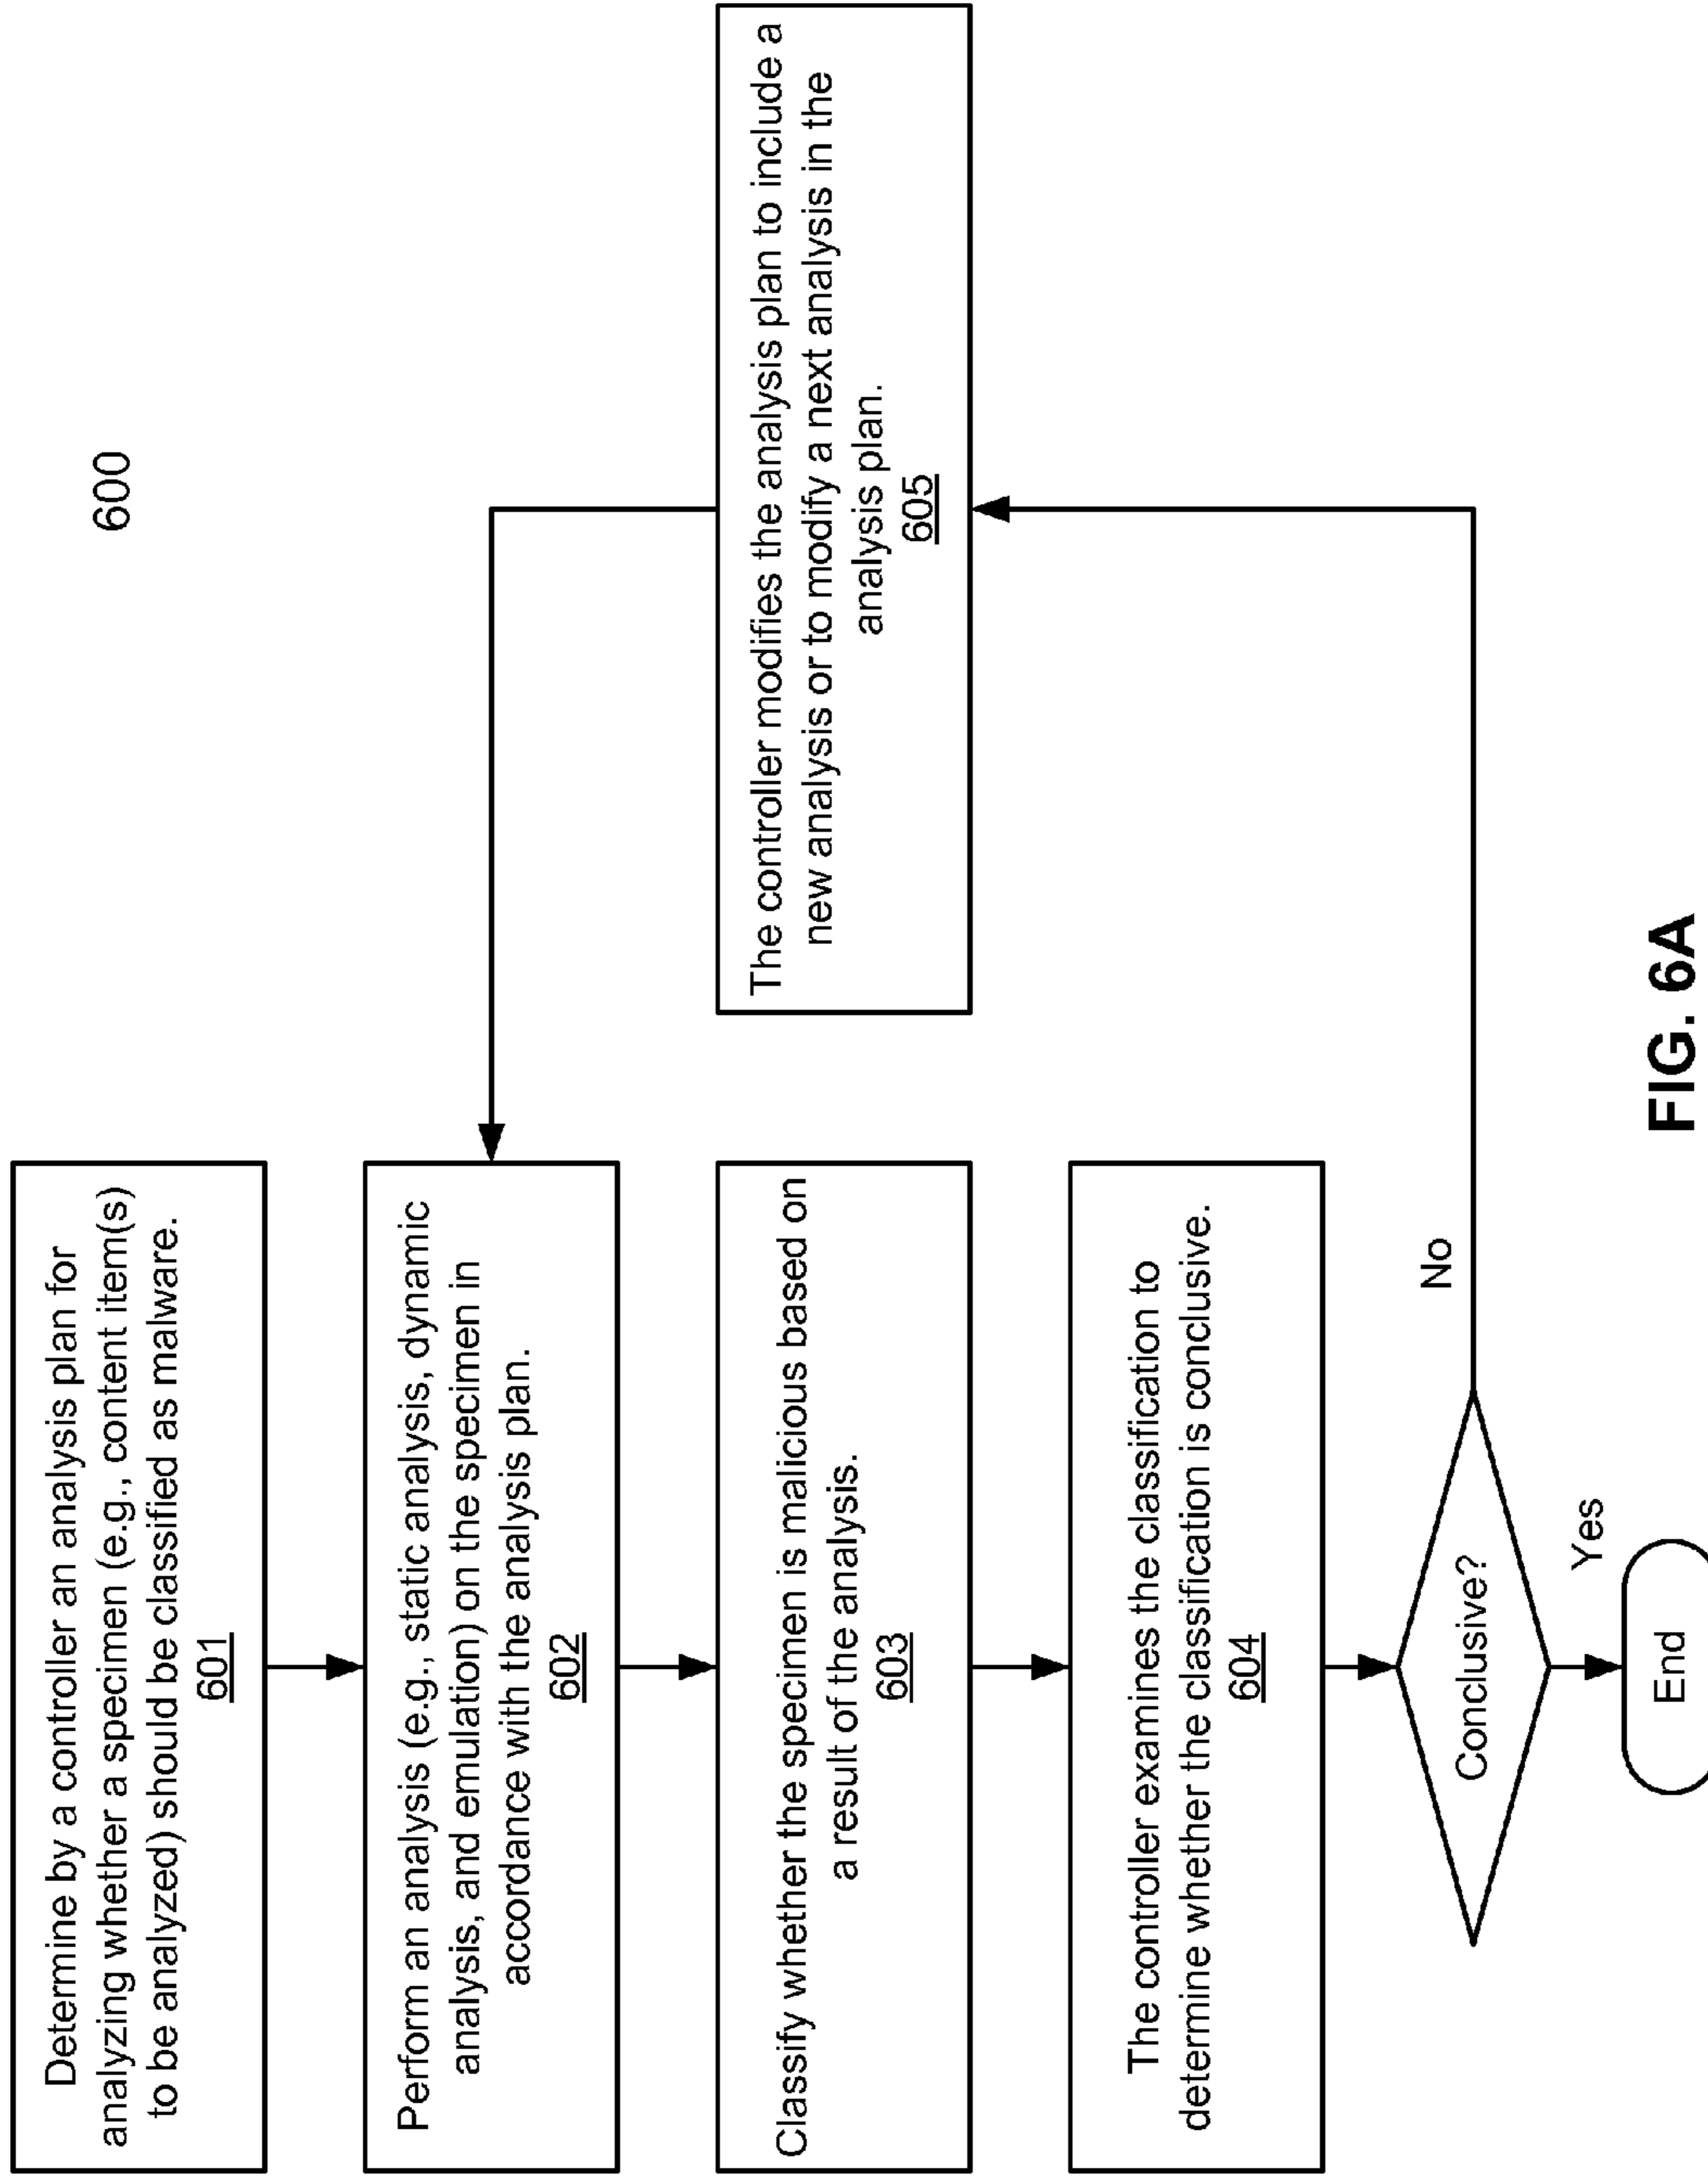 600
Determine by a controller an analysis plan for
analyzing whether a specimen (e.g., content item(s)
to be analyzed) should be classified as malware.
601
Perform an analysis (e.g., static analysis, dynamic
analysis, and emulation) on the specimen in
accordance with the analysis plan.
602
Classify whether the specimen is malicious based on
a result of the analysis.
603
The controller examines the classification to
determine whether the classification is conclusive.
604
Conclusive?
No
Yes
End
The controller modifies the analysis plan to include a
new analysis or to modify a next analysis in the
analysis plan.
605
FIG. 6A